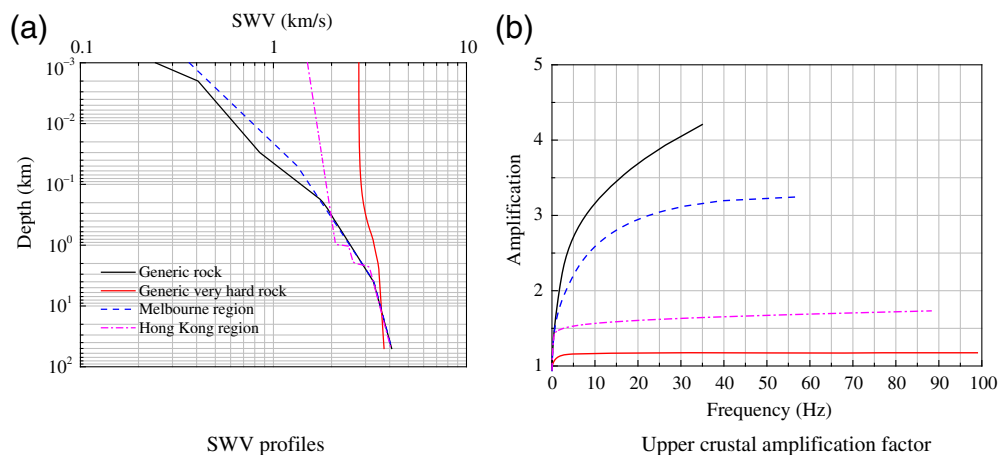 (a)
SWV (km/s)
0.1 1 10
Depth (km)
10⁻³
10⁻²
10⁻¹
10⁰
10¹
10²
Generic rock
Generic very hard rock
Melbourne region
Hong Kong region
SWV profiles
(b)
Amplification
5
4
3
2
1
0 10 20 30 40 50 60 70 80 90 100
Frequency (Hz)
Upper crustal amplification factor